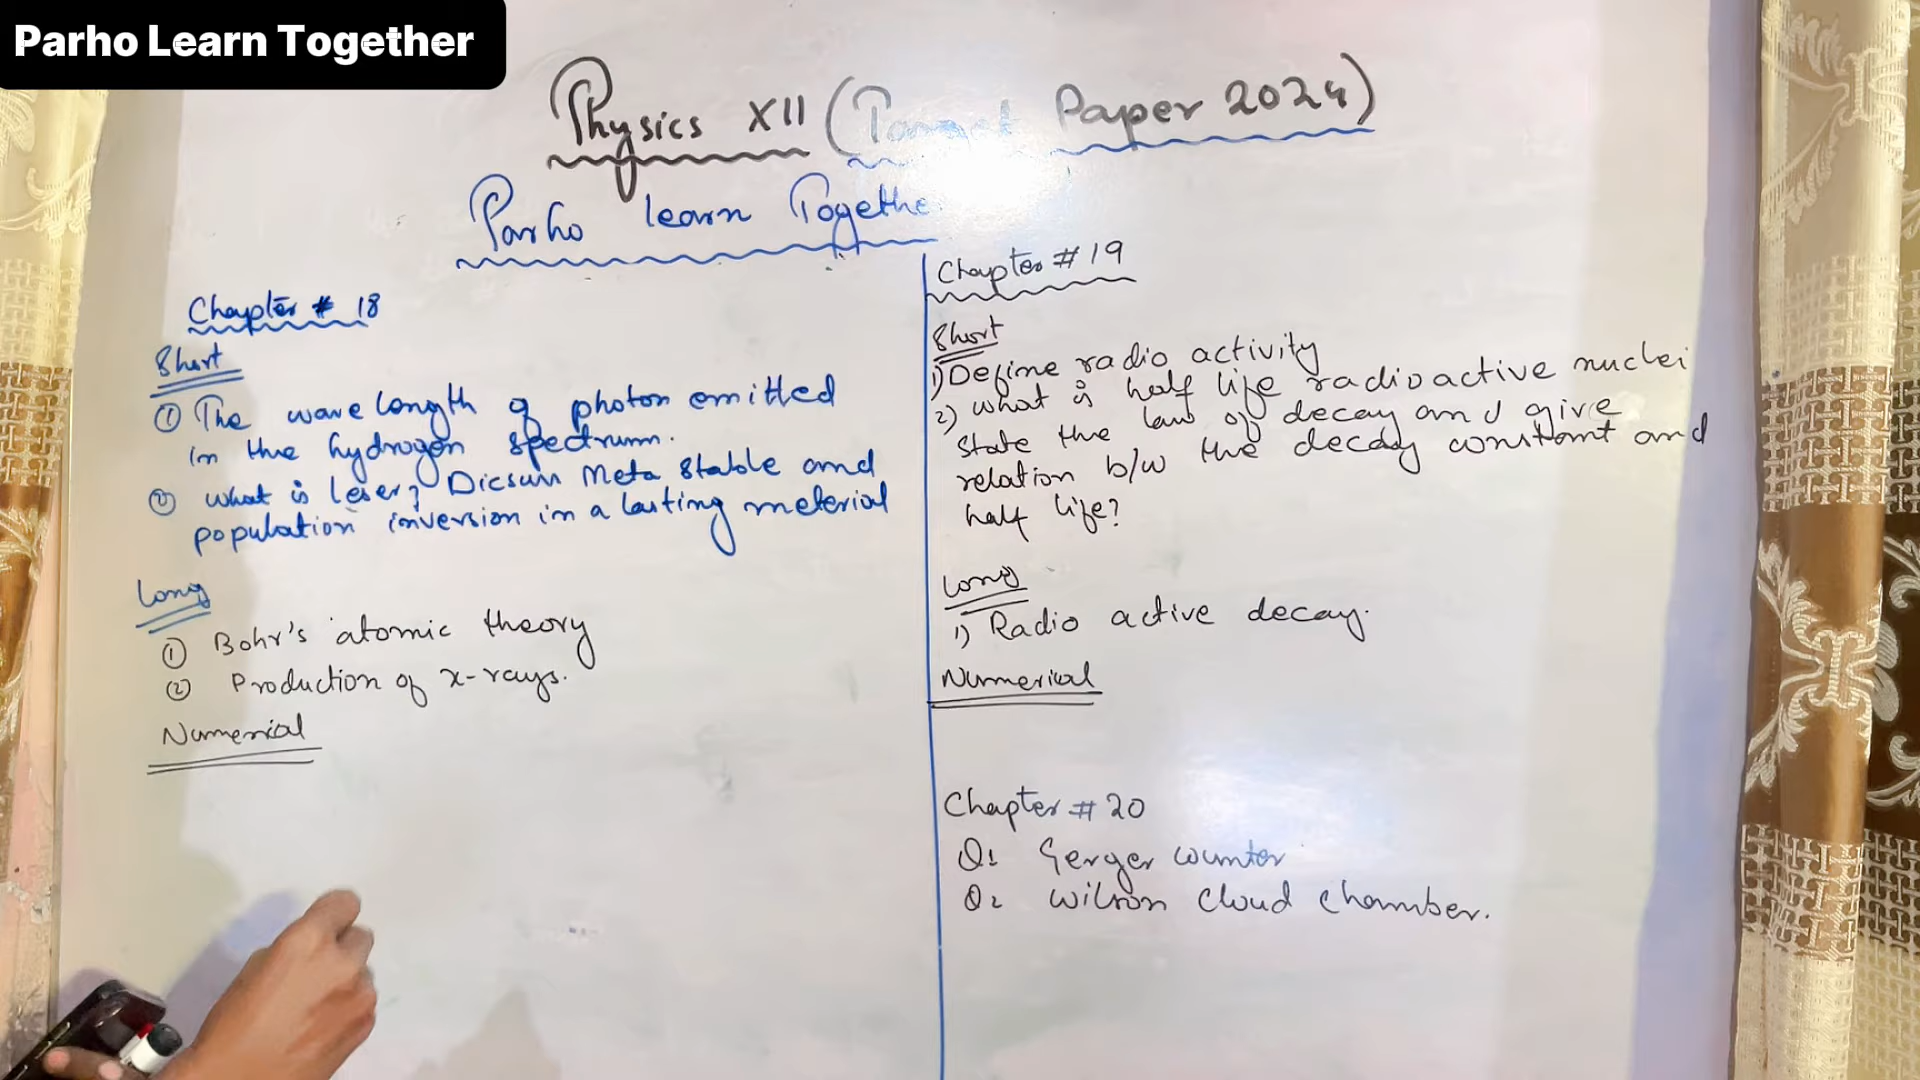 Parho Learn Together
Physics XII (Target Paper 2024)
Parho learn Togethe
Chapter # 18
Short
① The wave length of photon emitted
in the hydrogen spectrum.
② what is leser? Dicsuss Meta stable and
population inversion in a lasting meterial
Long
① Bohr's atomic theory
② Production of x-rays.
Numerical
Chapter # 19
Short
1) Define radio activity
2) what is half life radioactive nuclei
State the law of decay and give
relation b/w the decay constant and
half life?
Long
1) Radio active decay.
Numerical
Chapter # 20
Q1 Gerger counter
Q2 Wilson Cloud chamber.